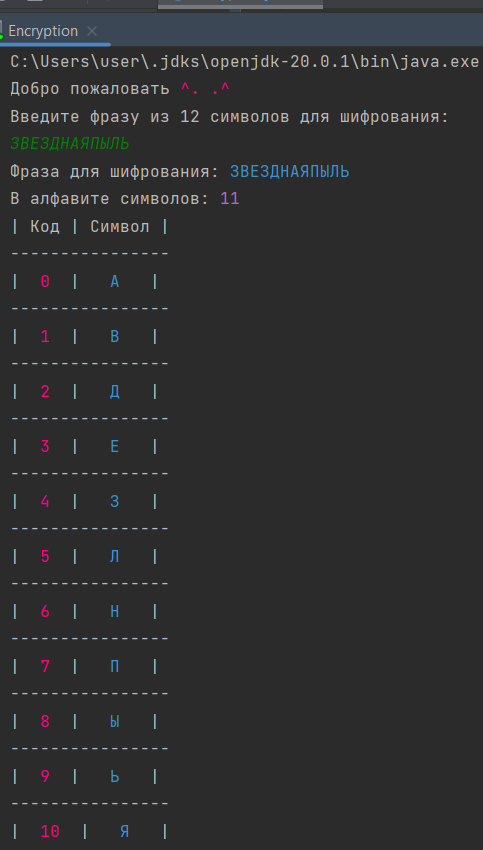 Encryption ×
C:\Users\user\.jdks\openjdk-20.0.1\bin\java.exe
Добро пожаловать ^. .^
Введите фразу из 12 символов для шифрования:
ЗВЕЗДНАЯПЫЛЬ
Фраза для шифрования: ЗВЕЗДНАЯПЫЛЬ
В алфавите символов: 11
| Код | Символ |
----------------
|  0  |   А   |
----------------
|  1  |   В   |
----------------
|  2  |   Д   |
----------------
|  3  |   Е   |
----------------
|  4  |   З   |
----------------
|  5  |   Л   |
----------------
|  6  |   Н   |
----------------
|  7  |   П   |
----------------
|  8  |   Ы   |
----------------
|  9  |   Ь   |
----------------
|  10  |   Я   |